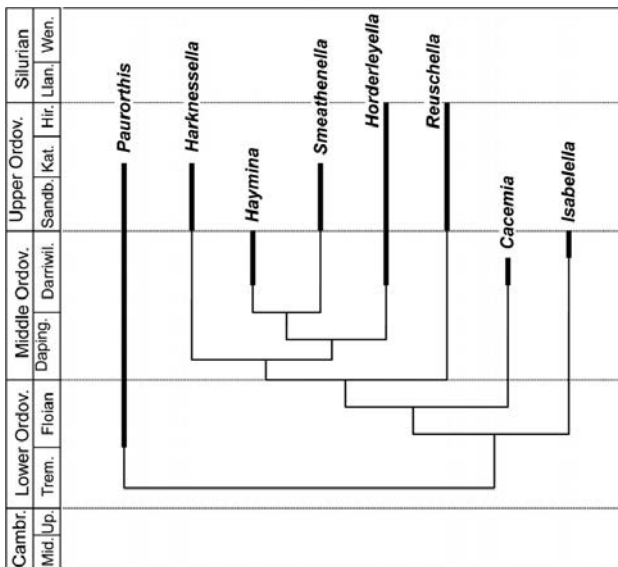 Silurian
Wen.
Llan.
Upper Ordov.
Hir.
Kat.
Sandb.
Middle Ordov.
Darriwil.
Daping.
Lower Ordov.
Floian
Trem.
Cambr.
Up.
Mid.
Paurorthis
Harknessella
Haymina
Smeathenella
Horderleyella
Reuschella
Cacemia
Isabelella